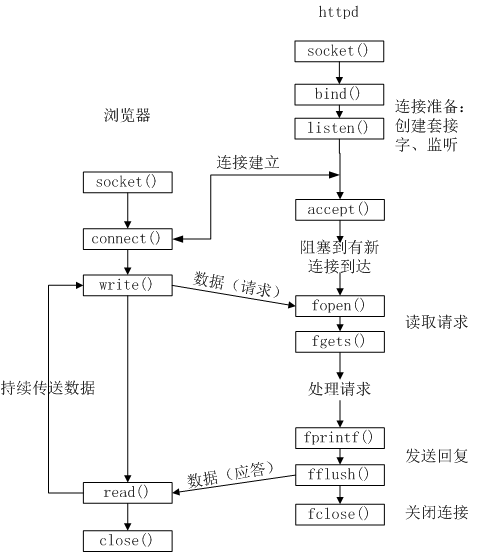 httpd
socket()
bind()
listen()
连接准备:
创建套接
字、监听
浏览器
连接建立
socket()
accept()
connect()
阻塞到有新
连接到达
write()
数据（请求）
fopen()
读取请求
fgets()
持续传送数据
处理请求
fprintf()
发送回复
数据（应答）
fflush()
read()
fclose()
关闭连接
close()